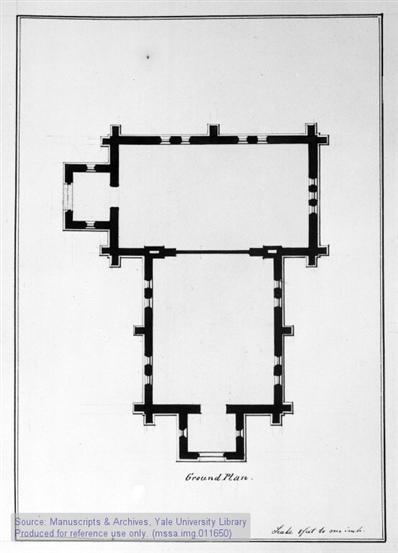 Ground Plan.
Scale 8 feet to one inch.
Source: Manuscripts & Archives, Yale University Library
Produced for reference use only. (mssa.img.011650)